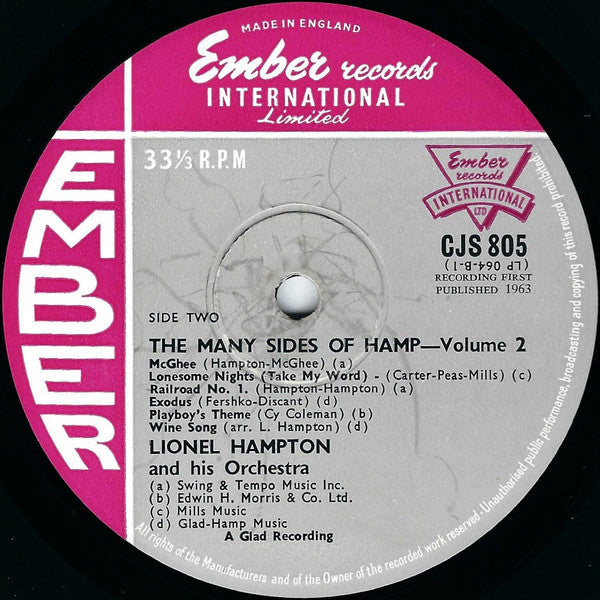 MADE IN ENGLAND
Ember records
INTERNATIONAL
Limited
33⅓ R.P.M
EMBER
Ember
records
INTERNATIONAL
LTD
CJS 805
(LP 064-B-1)
RECORDING FIRST
PUBLISHED 1963
SIDE TWO
THE MANY SIDES OF HAMP—Volume 2
McGhee (Hampton-McGhee) (a)
Lonesome Nights (Take My Word) - (Carter-Peas-Mills) (c)
Railroad No. 1. (Hampton-Hampton) (a)
Exodus (Fershko-Discant) (d)
Playboy's Theme (Cy Coleman) (b)
Wine Song (arr. L. Hampton) (d)
LIONEL HAMPTON
and his Orchestra
(a) Swing & Tempo Music Inc.
(b) Edwin H. Morris & Co. Ltd.
(c) Mills Music
(d) Glad-Hamp Music
A Glad Recording
All rights of the Manufacturers and of the Owner of the recorded work reserved - Unauthorised public performance, broadcasting and copying of this record prohibited.